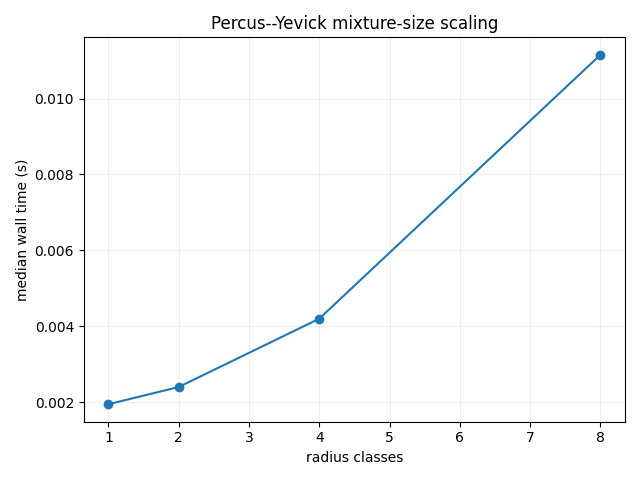 Percus--Yevick mixture-size scaling
median wall time (s)
0.010
0.008
0.006
0.004
0.002
1 2 3 4 5 6 7 8
radius classes